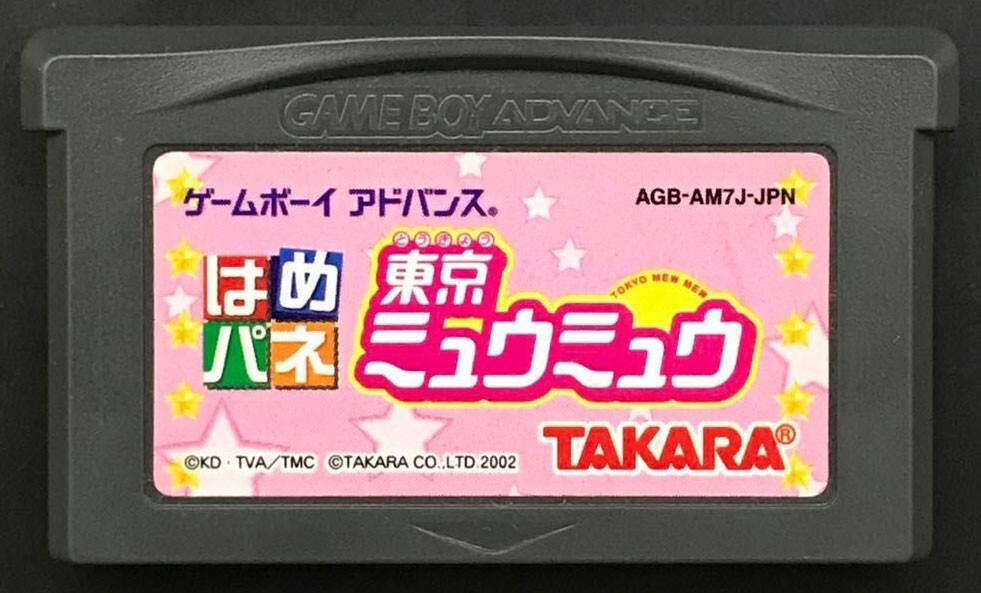 GAME BOY ADVANCE
ゲームボーイ アドバンス®
AGB-AM7J-JPN
はめ
パネ
とうきょう
東京
TOKYO MEW MEW
ミュウミュウ
TAKARA®
©KD・TVA/TMC ©TAKARA CO.,LTD.2002